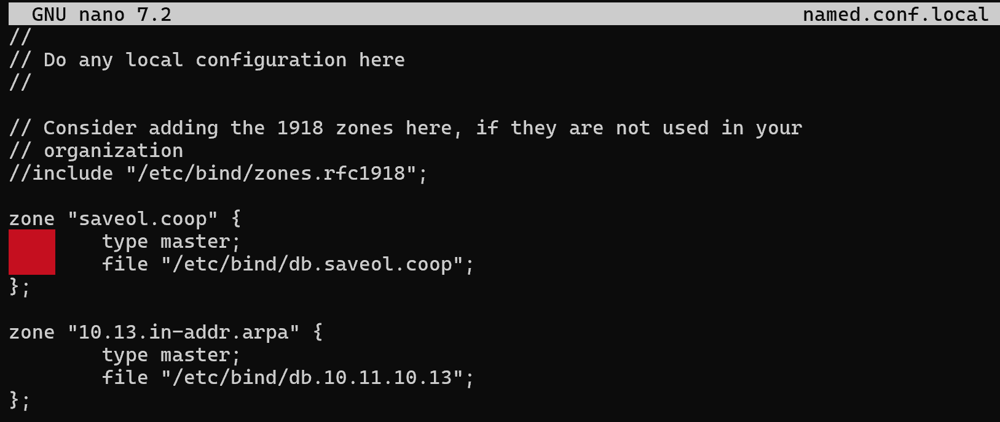 GNU nano 7.2 named.conf.local
//
// Do any local configuration here
//
// Consider adding the 1918 zones here, if they are not used in your
// organization
//include "/etc/bind/zones.rfc1918";
zone "saveol.coop" {
type master;
file "/etc/bind/db.saveol.coop";
};
zone "10.13.in-addr.arpa" {
type master;
file "/etc/bind/db.10.11.10.13";
};